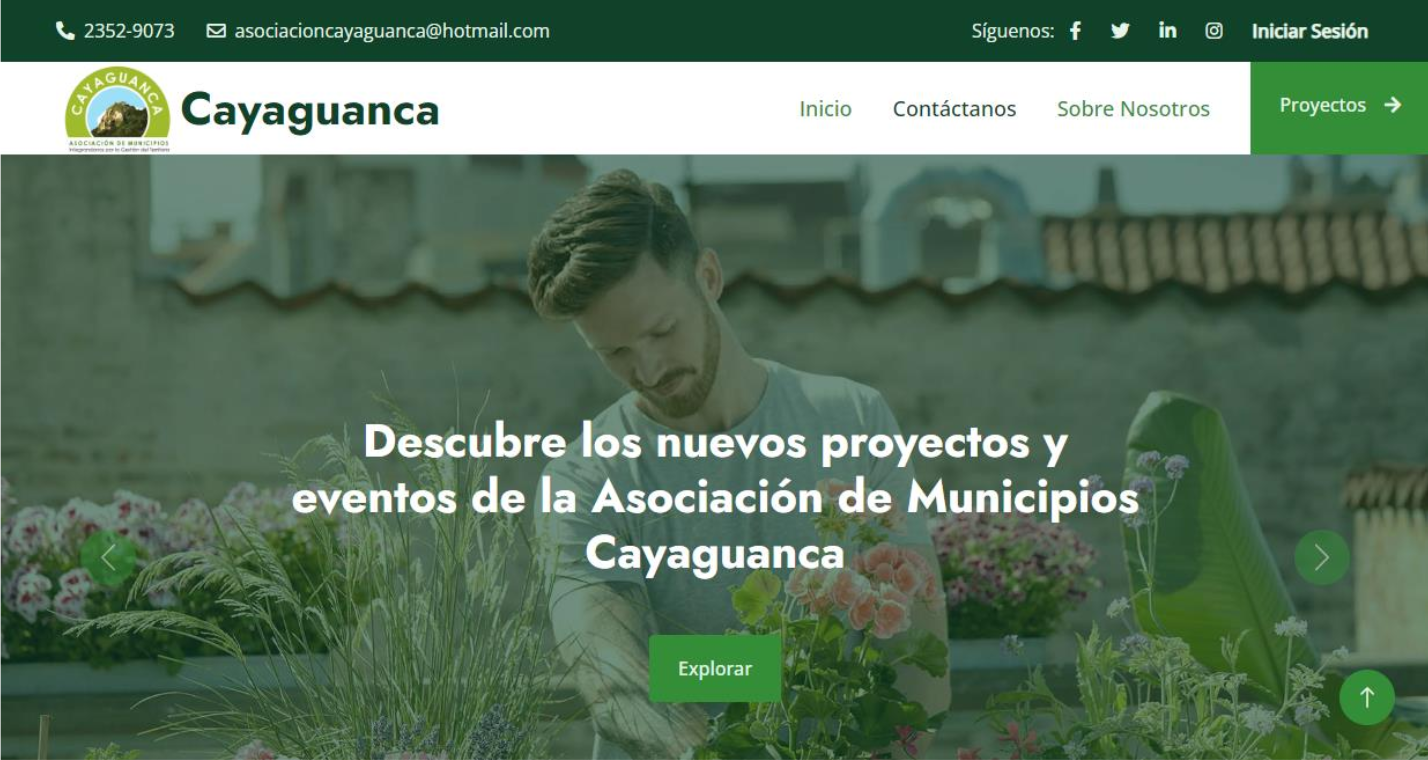 2352-9073 asociacioncayaguanca@hotmail.com Síguenos: Iniciar Sesión
CAYAGUANCA
ASOCIACIÓN DE MUNICIPIOS
Cayaguanca
Inicio Contáctanos Sobre Nosotros Proyectos
Descubre los nuevos proyectos y
eventos de la Asociación de Municipios
Cayaguanca
Explorar